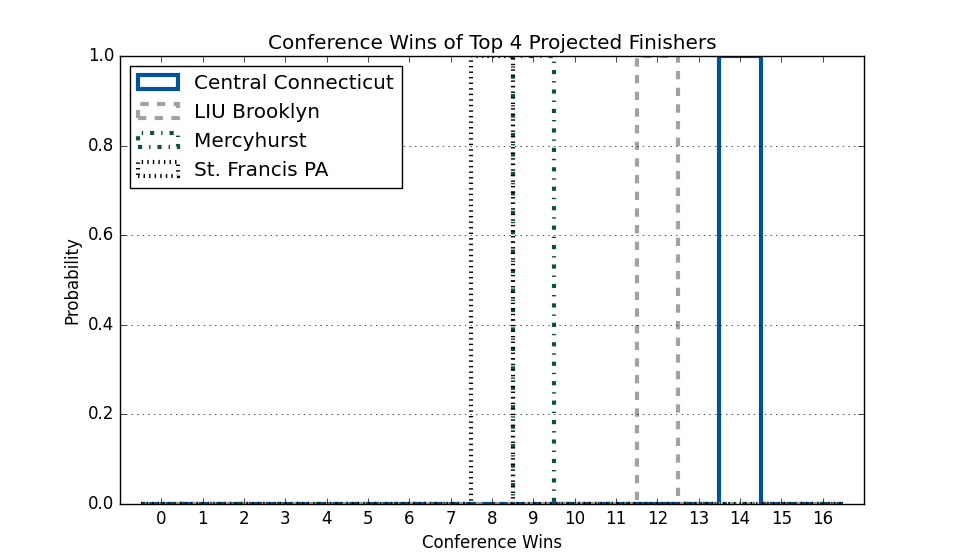 Conference Wins of Top 4 Projected Finishers
1.0
0.8
0.6
0.4
0.2
0.0
Probability
Central Connecticut
LIU Brooklyn
Mercyhurst
St. Francis PA
0 1 2 3 4 5 6 7 8 9 10 11 12 13 14 15 16
Conference Wins